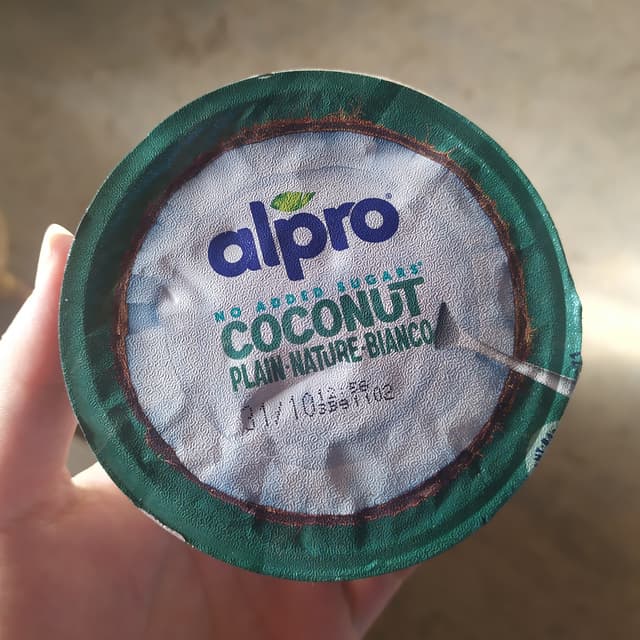 alpro
NO ADDED SUGARS*
COCONUT
PLAIN·NATURE·BIANCO
31/10